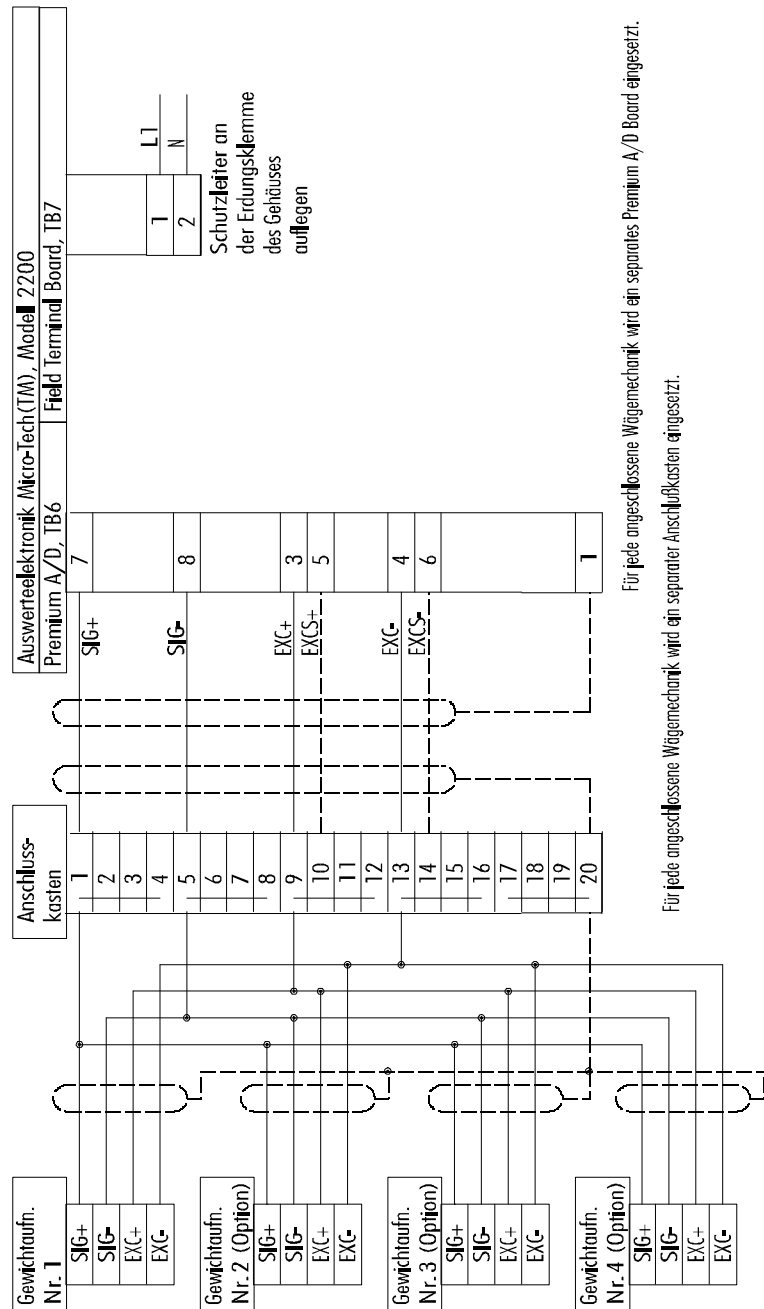 Auswerteelektronik Micro-Tech(TM), Modell 2200
Premium A/D, TB6
Field Terminal Board, TB7
7
8
3
5
4
6
1
SIG+
SIG-
EXC+
EXCS+
EXC-
EXCS-
1
2
L1
N
Schutzleiter an
der Erdungsklemme
des Gehäuses
auflegen
Anschluss-
kasten
1
2
3
4
5
6
7
8
9
10
11
12
13
14
15
16
17
18
19
20
Gewichtaufn.
Nr. 1
SIG+
SIG-
EXC+
EXC-
Gewichtaufn.
Nr. 2 (Option)
SIG+
SIG-
EXC+
EXC-
Gewichtaufn.
Nr. 3 (Option)
SIG+
SIG-
EXC+
EXC-
Gewichtaufn.
Nr. 4 (Option)
SIG+
SIG-
EXC+
EXC-
Für jede angeschlossene Wägemechanik wird ein separates Premium A/D Board eingesetzt.
Für jede angeschlossene Wägemechanik wird ein separater Anschlußkasten eingesetzt.